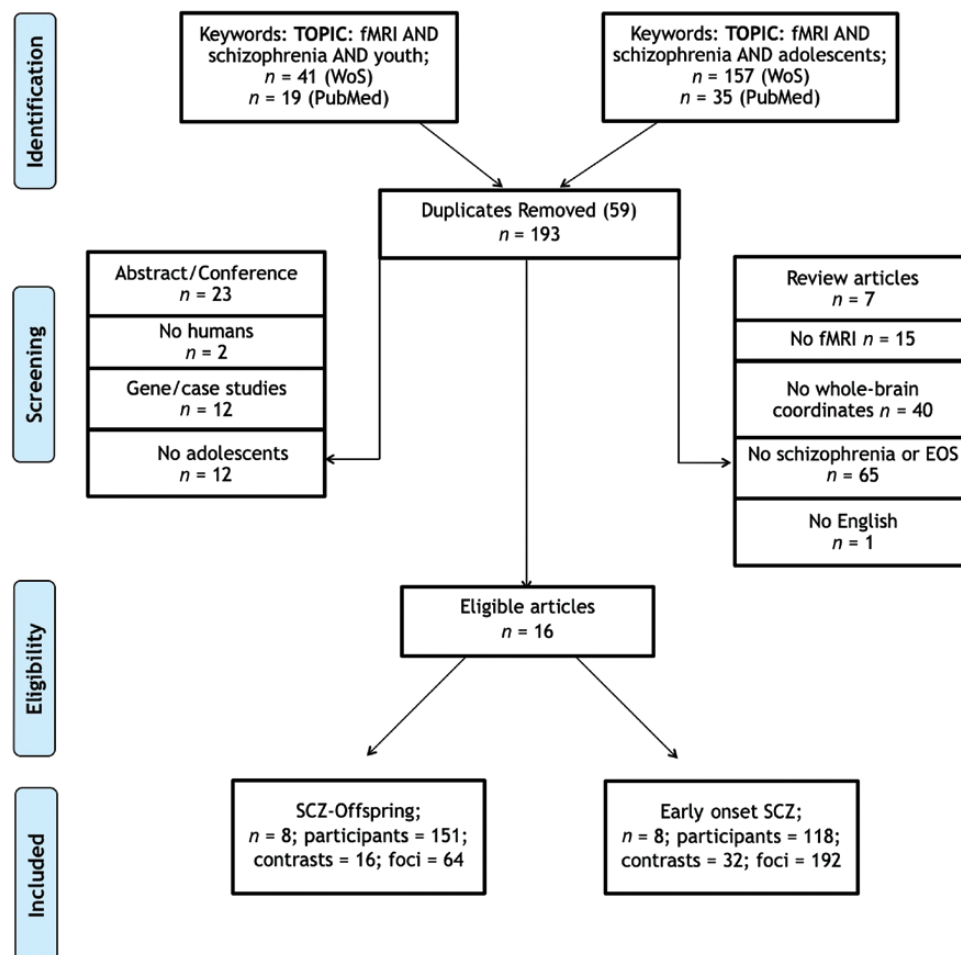 Identification
Keywords: TOPIC: fMRI AND
schizophrenia AND youth;
n = 41 (WoS)
n = 19 (PubMed)
Keywords: TOPIC: fMRI AND
schizophrenia AND adolescents;
n = 157 (WoS)
n = 35 (PubMed)
Duplicates Removed (59)
n = 193
Screening
Abstract/Conference
n = 23
No humans
n = 2
Gene/case studies
n = 12
No adolescents
n = 12
Review articles
n = 7
No fMRI n = 15
No whole-brain
coordinates n = 40
No schizophrenia or EOS
n = 65
No English
n = 1
Eligibility
Eligible articles
n = 16
Included
SCZ-Offspring;
n = 8; participants = 151;
contrasts = 16; foci = 64
Early onset SCZ;
n = 8; participants = 118;
contrasts = 32; foci = 192